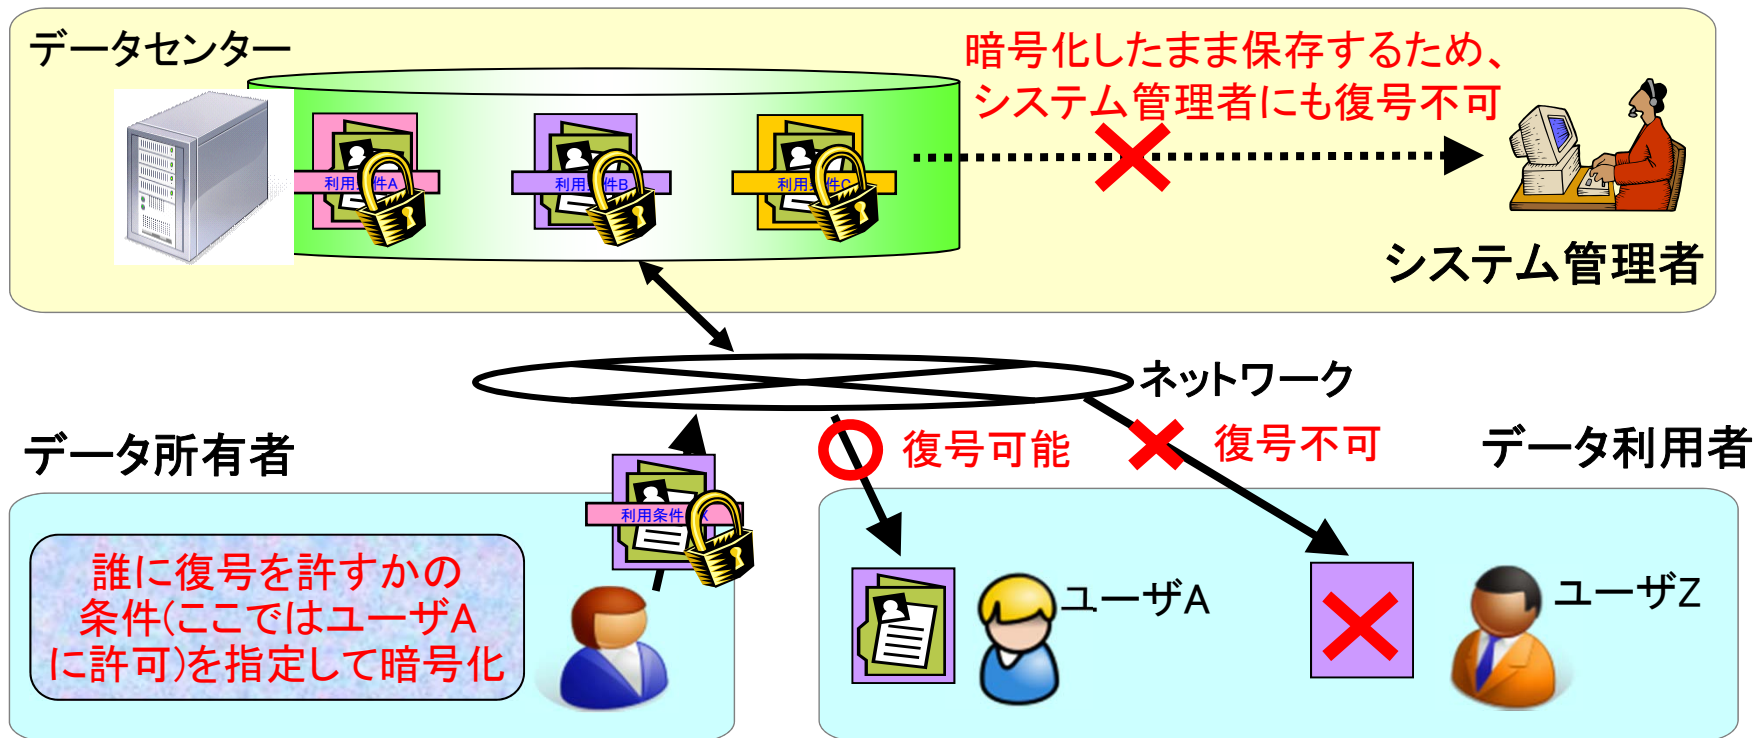 データセンター
暗号化したまま保存するため、
システム管理者にも復号不可
利用 件A
利用 件B
利用 件C
システム管理者
ネットワーク
データ所有者
復号可能
復号不可
データ利用者
利用条件 X
誰に復号を許すかの
条件(ここではユーザA
に許可)を指定して暗号化
ユーザA
ユーザZ